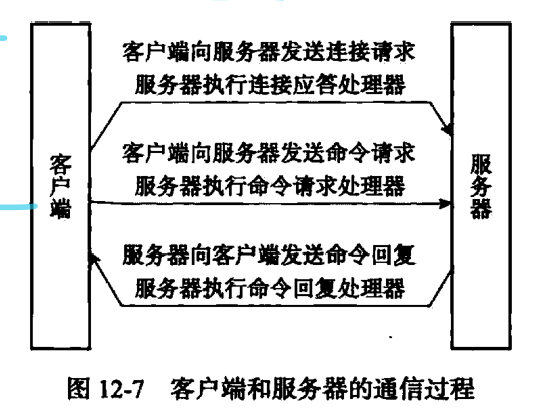 客户端向服务器发送连接请求
服务器执行连接应答处理器
客户端向服务器发送命令请求
服务器执行命令请求处理器
客户端
服务器
服务器向客户端发送命令回复
服务器执行命令回复处理器
图 12-7 客户端和服务器的通信过程